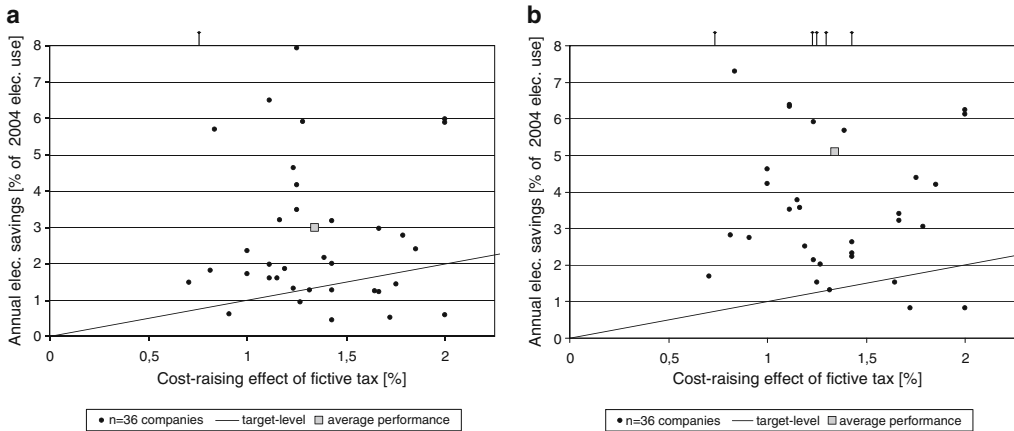 a
Annual elec. savings [% of 2004 elec. use]
8
7
6
5
4
3
2
1
0
0 0,5 1 1,5 2
Cost-raising effect of fictive tax [%]
n=36 companies target-level average performance
b
Annual elec. savings [% of 2004 elec. use]
8
7
6
5
4
3
2
1
0
0 0,5 1 1,5 2
Cost-raising effect of fictive tax [%]
n=36 companies target-level average performance